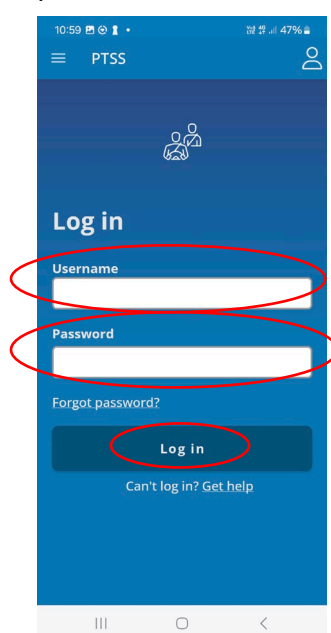 10:59 47%
PTSS
Log in
Username
Password
Forgot password?
Log in
Can't log in? Get help